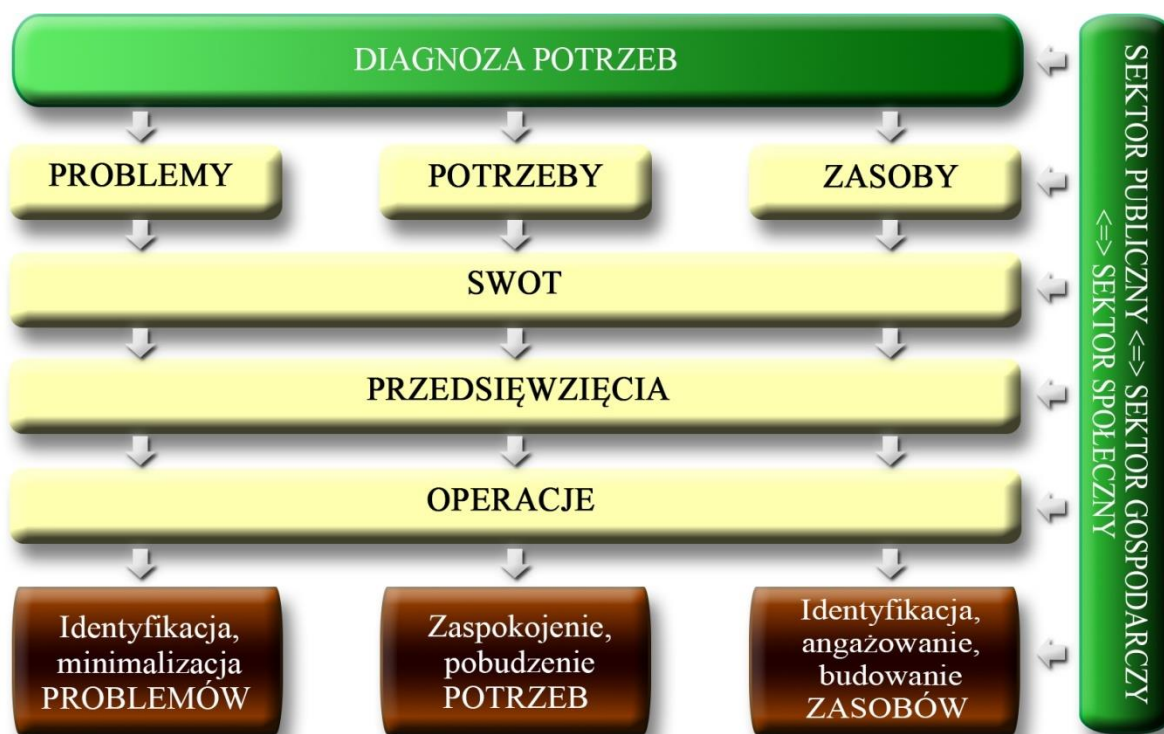 DIAGNOZA POTRZEB
PROBLEMY
POTRZEBY
ZASOBY
SWOT
PRZEDSIĘWZIĘCIA
OPERACJE
Identyfikacja,
minimalizacja
PROBLEMÓW
Zaspokojenie,
pobudzenie
POTRZEB
Identyfikacja,
angażowanie,
budowanie
ZASOBÓW
SEKTOR PUBLICZNY <=> SEKTOR GOSPODARCZY
<=> SEKTOR SPOŁECZNY